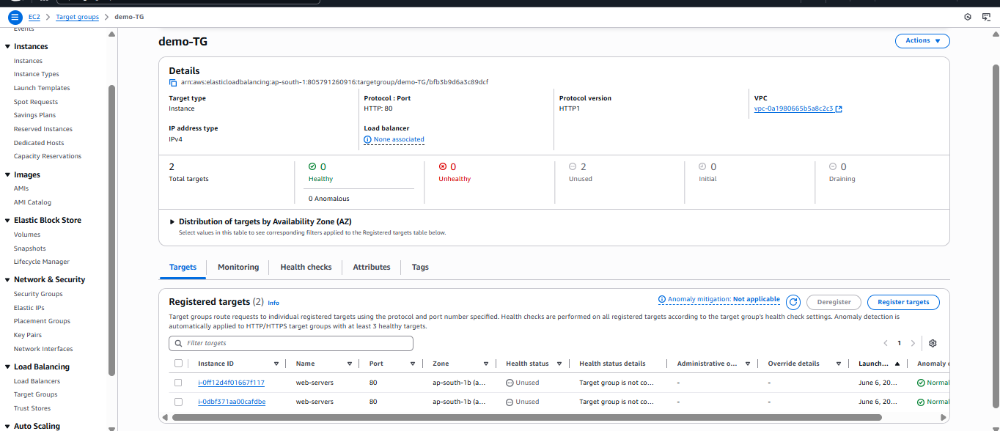 EC2 > Target groups > demo-TG
Events
Instances
Instances
Instance Types
Launch Templates
Spot Requests
Savings Plans
Reserved Instances
Dedicated Hosts
Capacity Reservations
Images
AMIs
AMI Catalog
Elastic Block Store
Volumes
Snapshots
Lifecycle Manager
Network & Security
Security Groups
Elastic IPs
Placement Groups
Key Pairs
Network Interfaces
Load Balancing
Load Balancers
Target Groups
Trust Stores
Auto Scaling
demo-TG
Actions
Details
arn:aws:elasticloadbalancing:ap-south-1:805791260916:targetgroup/demo-TG/bfb3b9d6a3c89dcf
Target type
Instance
Protocol : Port
HTTP: 80
Protocol version
HTTP1
VPC
vpc-0a1980665b5a8c2c3
IP address type
IPv4
Load balancer
None associated
2
Total targets
0
Healthy
0 Anomalous
0
Unhealthy
2
Unused
0
Initial
0
Draining
Distribution of targets by Availability Zone (AZ)
Select values in this table to see corresponding filters applied to the Registered targets table below.
Targets Monitoring Health checks Attributes Tags
Registered targets (2) Info
Anomaly mitigation: Not applicable
Deregister
Register targets
Target groups route requests to individual registered targets using the protocol and port number specified. Health checks are performed on all registered targets according to the target group's health check settings. Anomaly detection is
automatically applied to HTTP/HTTPS target groups with at least 3 healthy targets.
Filter targets
1
Instance ID Name Port Zone Health status Health status details Administrative o... Override details Launch... Anomaly
i-0ff12d4f01667f117 web-servers 80 ap-south-1b (a... Unused Target group is not co... - - June 6, 20... Normal
i-0dbf371aa00cafdbe web-servers 80 ap-south-1b (a... Unused Target group is not co... - - June 6, 20... Normal